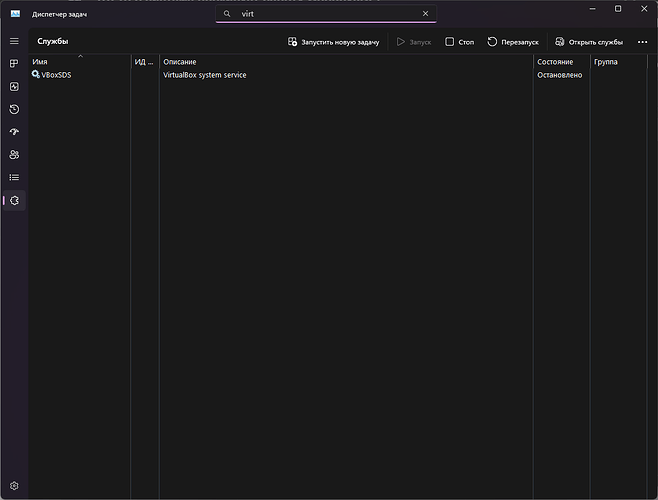 Диспетчер задач
virt
Службы
Запустить новую задачу
Запуск
Стоп
Перезапуск
Открыть службы
Имя
ИД ...
Описание
Состояние
Группа
VBoxSDS
VirtualBox system service
Остановлено